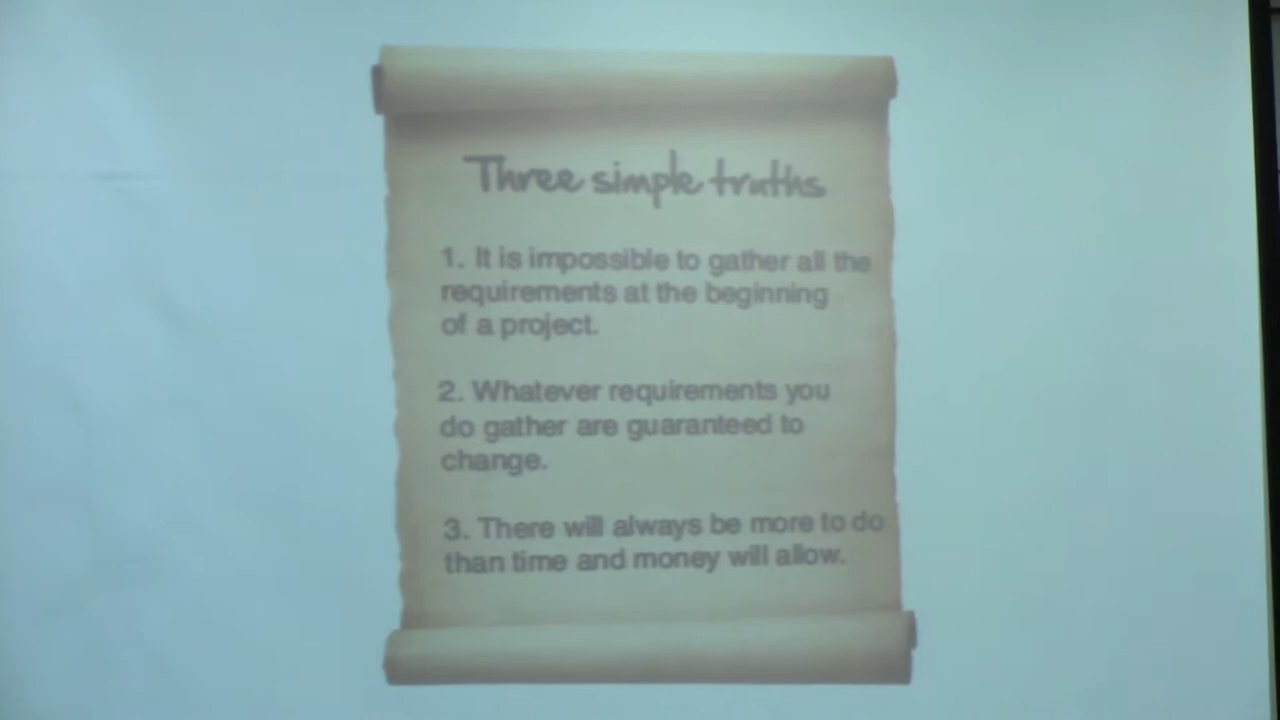 Three simple truths
1. It is impossible to gather all the
requirements at the beginning
of a project.
2. Whatever requirements you
do gather are guaranteed to
change.
3. There will always be more to do
than time and money will allow.